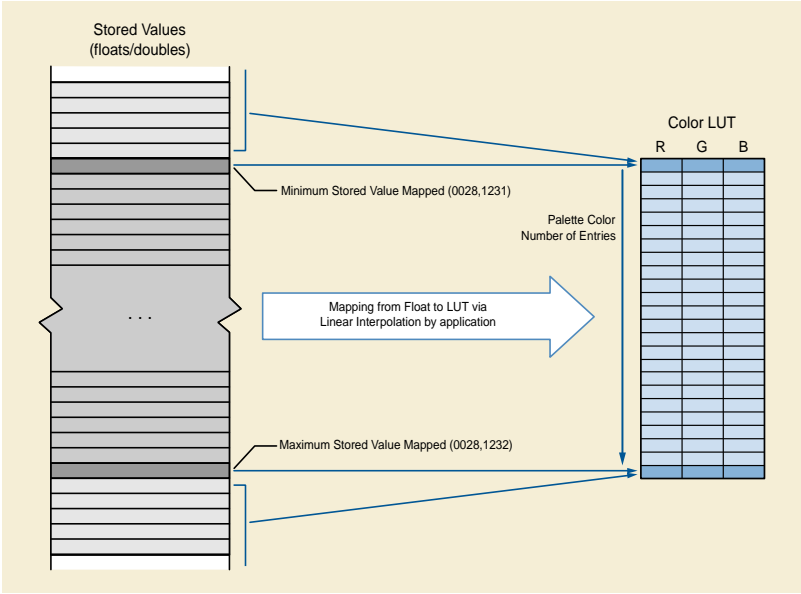 Stored Values
(floats/doubles)
Color LUT
R G B
Minimum Stored Value Mapped (0028,1231)
Palette Color
Number of Entries
Mapping from Float to LUT via
Linear Interpolation by application
. . .
Maximum Stored Value Mapped (0028,1232)